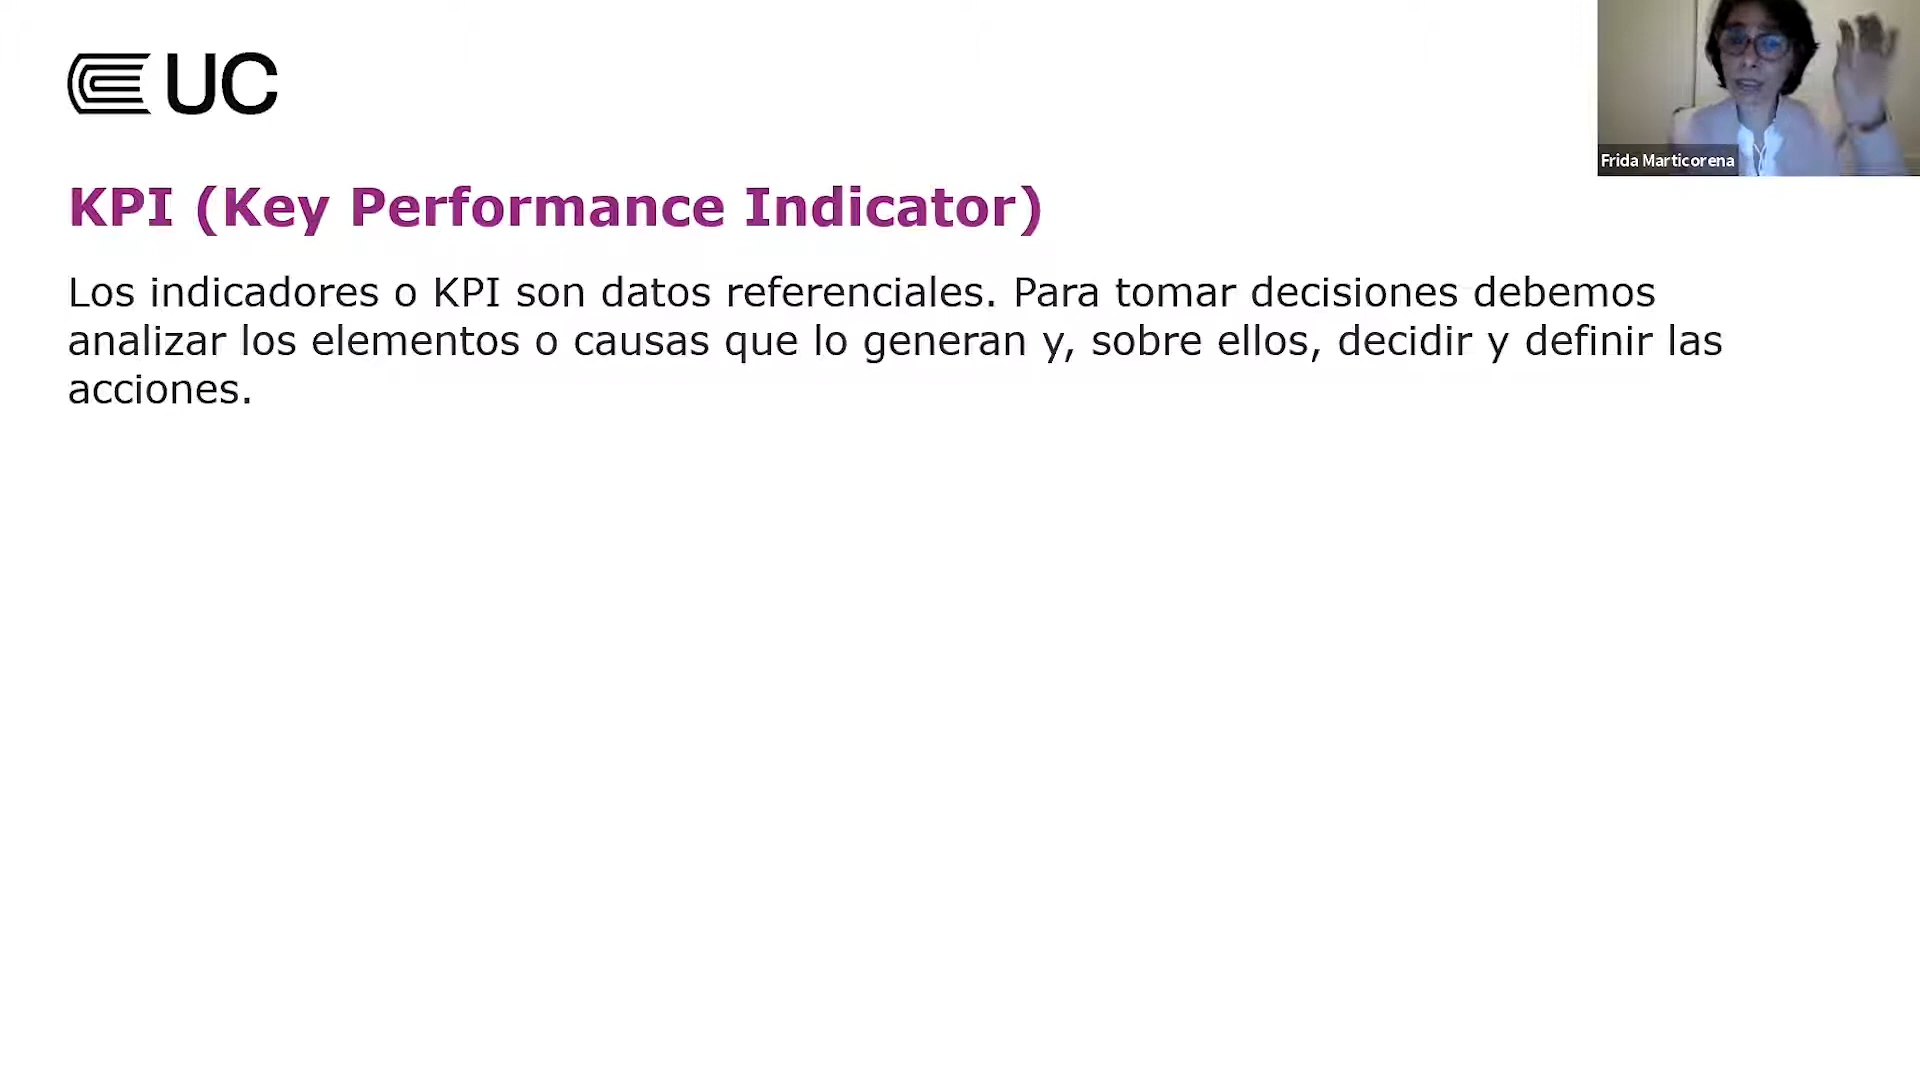 UC
Frida Marticorena
KPI (Key Performance Indicator)
Los indicadores o KPI son datos referenciales. Para tomar decisiones debemos
analizar los elementos o causas que lo generan y, sobre ellos, decidir y definir las
acciones.